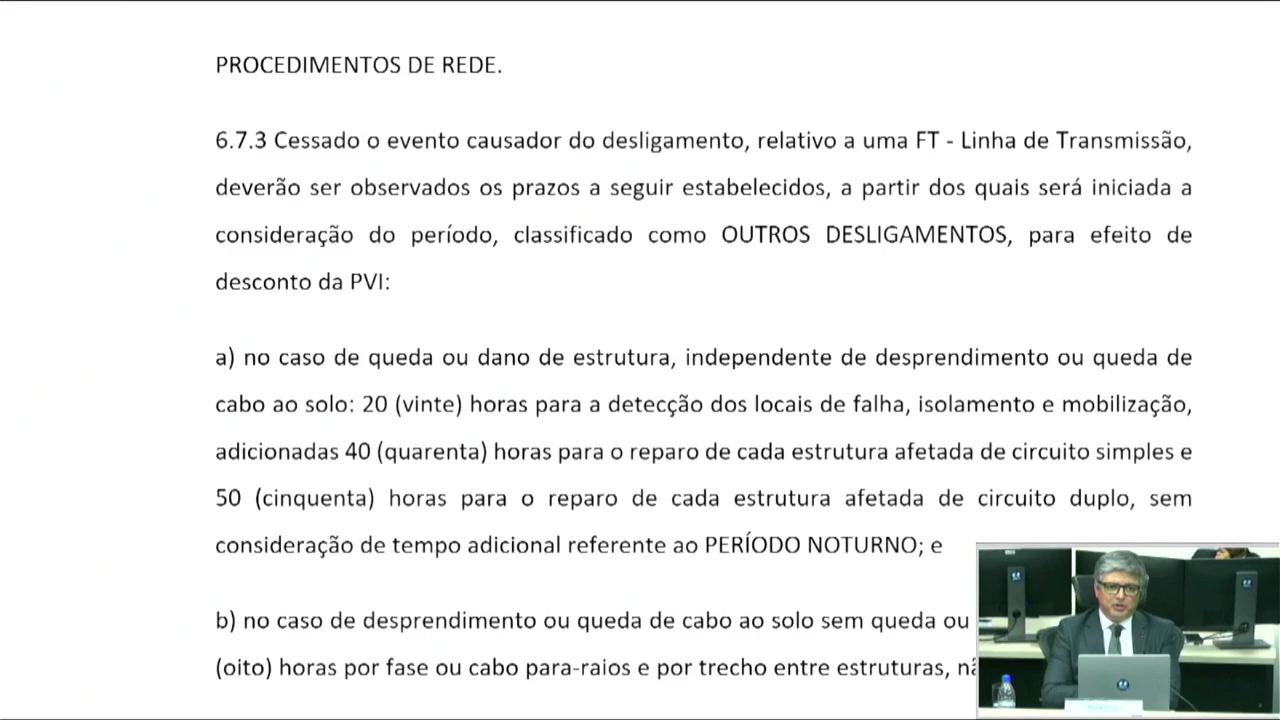 PROCEDIMENTOS DE REDE.
6.7.3 Cessado o evento causador do desligamento, relativo a uma FT - Linha de Transmissão,
deverão ser observados os prazos a seguir estabelecidos, a partir dos quais será iniciada a
consideração do período, classificado como OUTROS DESLIGAMENTOS, para efeito de
desconto da PVI:
a) no caso de queda ou dano de estrutura, independente de desprendimento ou queda de
cabo ao solo: 20 (vinte) horas para a detecção dos locais de falha, isolamento e mobilização,
adicionadas 40 (quarenta) horas para o reparo de cada estrutura afetada de circuito simples e
50 (cinquenta) horas para o reparo de cada estrutura afetada de circuito duplo, sem
consideração de tempo adicional referente ao PERÍODO NOTURNO; e
b) no caso de desprendimento ou queda de cabo ao solo sem queda ou
(oito) horas por fase ou cabo para-raios e por trecho entre estruturas,